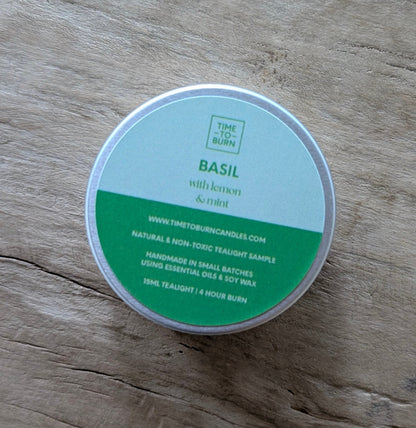 TIME
-TO-
BURN
BASIL
with lemon
& mint
WWW.TIMETOBURNCANDLES.COM
NATURAL & NON-TOXIC TEALIGHT SAMPLE
HANDMADE IN SMALL BATCHES
USING ESSENTIAL OILS & SOY WAX
15ML TEALIGHT | 4 HOUR BURN